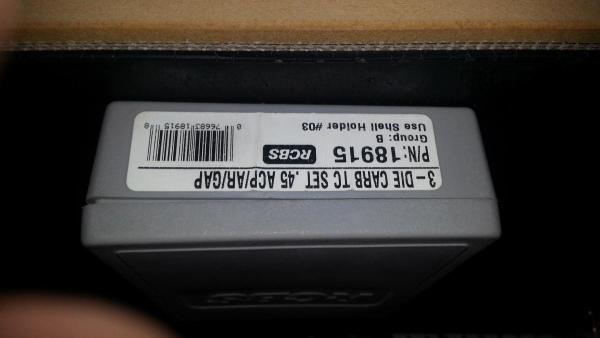 3-DIE CARB TC SET .45 ACP/AR/GAP
P/N:18915 RCBS
Group: B
Use Shell Holder #03
0 76683 18915 8
RCBS